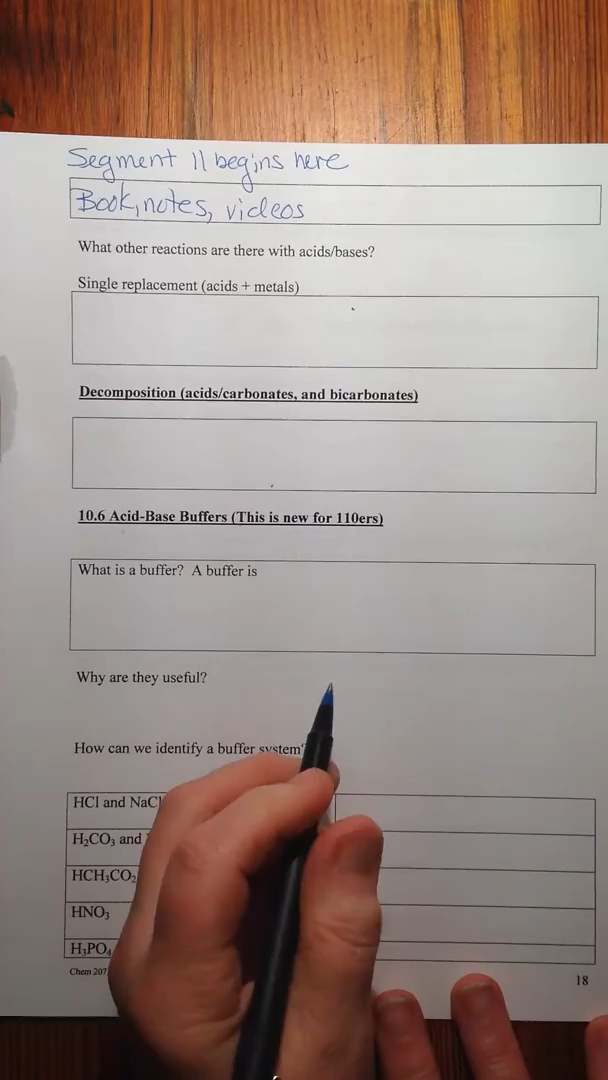 Segment 11 begins here
Book, notes, videos
What other reactions are there with acids/bases?
Single replacement (acids + metals)
Decomposition (acids/carbonates, and bicarbonates)
10.6 Acid-Base Buffers (This is new for 110ers)
What is a buffer? A buffer is
Why are they useful?
How can we identify a buffer system?
HCl and NaCl
H₂CO₃ and
HCH₃CO₂
HNO₃
H₃PO₄
Chem 207
18